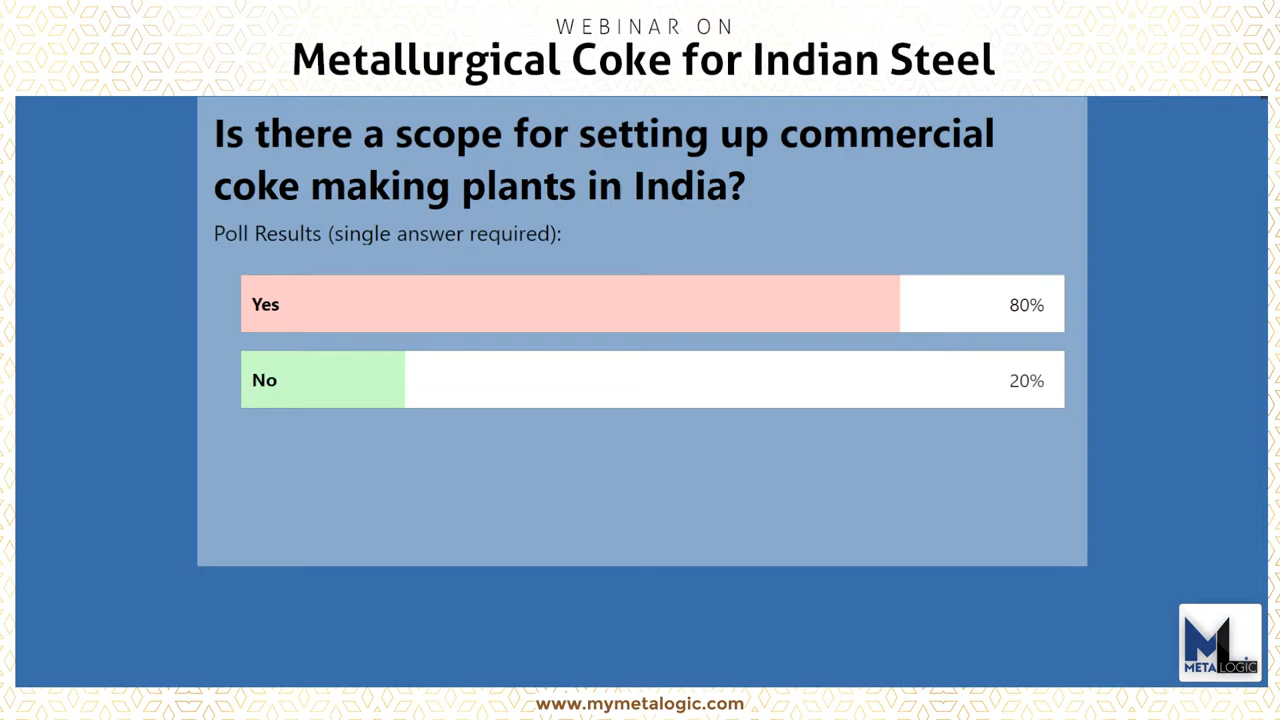 WEBINAR ON
Metallurgical Coke for Indian Steel
Is there a scope for setting up commercial
coke making plants in India?
Poll Results (single answer required):
Yes 80%
No 20%
METALOGIC
www.mymetalogic.com